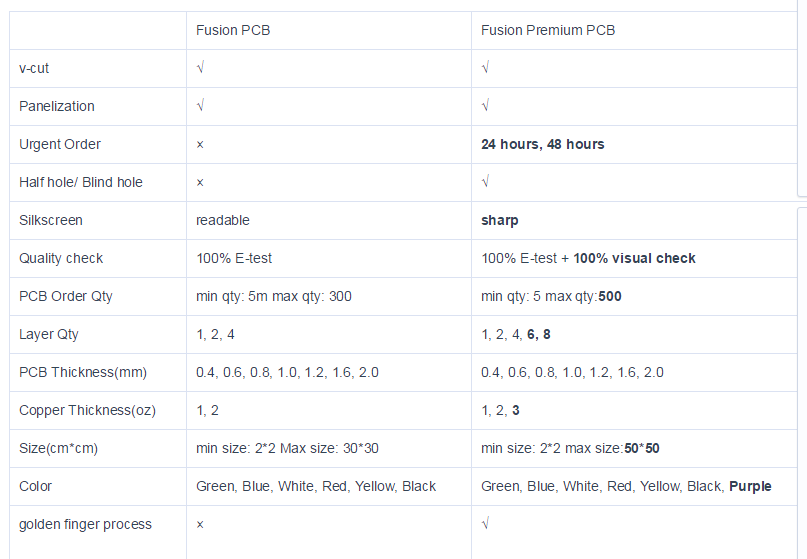 Fusion PCB Fusion Premium PCB
v-cut √ √
Panelization √ √
Urgent Order × 24 hours, 48 hours
Half hole/ Blind hole × √
Silkscreen readable sharp
Quality check 100% E-test 100% E-test + 100% visual check
PCB Order Qty min qty: 5m max qty: 300 min qty: 5 max qty:500
Layer Qty 1, 2, 4 1, 2, 4, 6, 8
PCB Thickness(mm) 0.4, 0.6, 0.8, 1.0, 1.2, 1.6, 2.0 0.4, 0.6, 0.8, 1.0, 1.2, 1.6, 2.0
Copper Thickness(oz) 1, 2 1, 2, 3
Size(cm*cm) min size: 2*2 Max size: 30*30 min size: 2*2 max size:50*50
Color Green, Blue, White, Red, Yellow, Black Green, Blue, White, Red, Yellow, Black, Purple
golden finger process × √